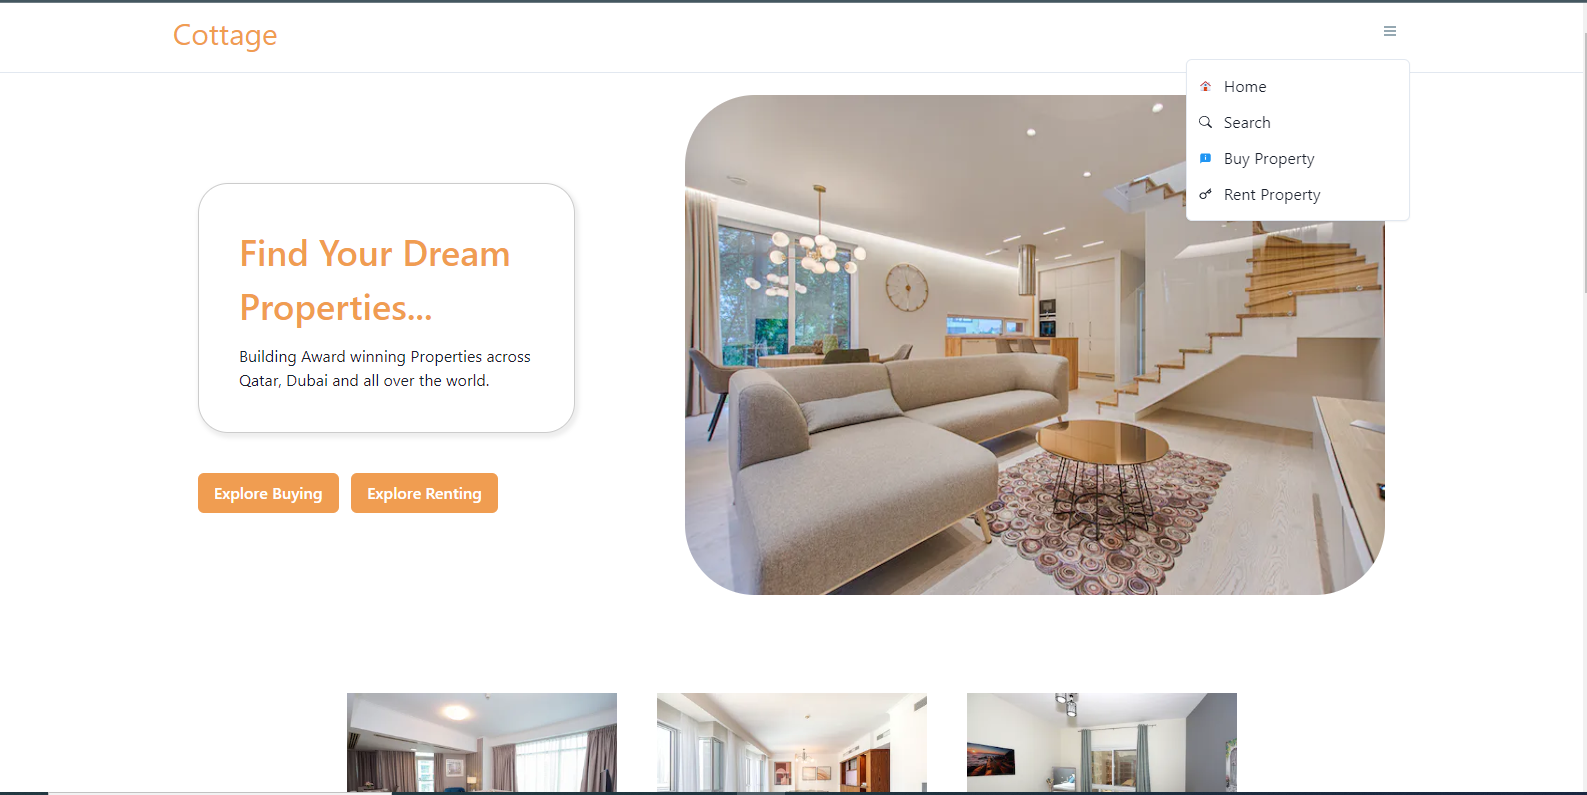 Cottage
Home
Search
Buy Property
Rent Property
Find Your Dream
Properties...
Building Award winning Properties across
Qatar, Dubai and all over the world.
Explore Buying
Explore Renting